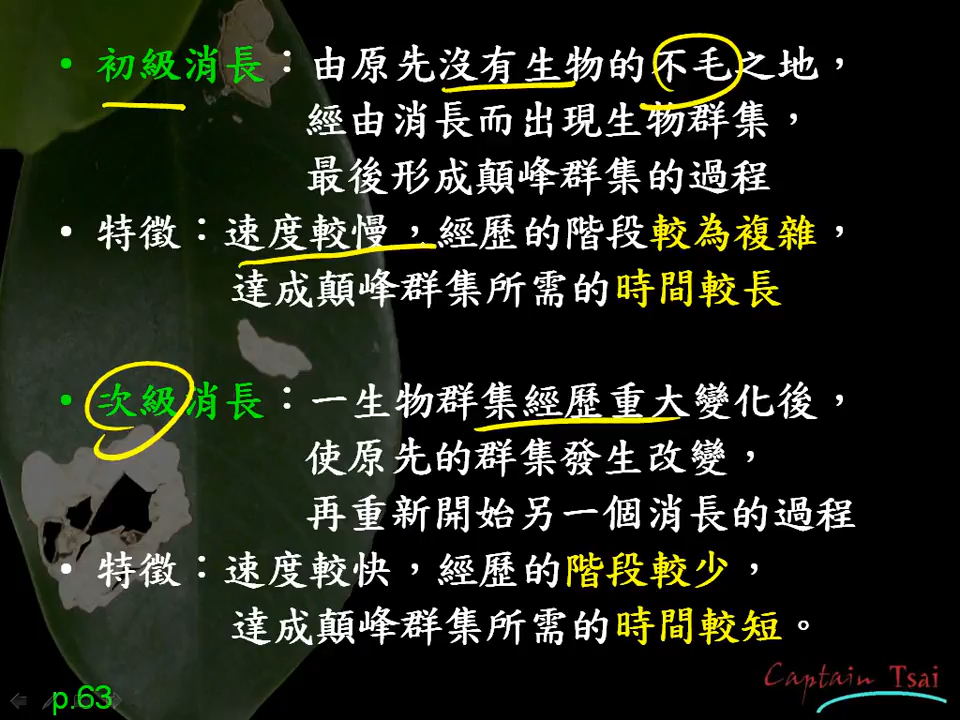 • 初級消長：由原先沒有生物的不毛之地，
經由消長而出現生物群集，
最後形成顛峰群集的過程
• 特徵：速度較慢，經歷的階段較為複雜，
達成顛峰群集所需的時間較長
• 次級消長：一生物群集經歷重大變化後，
使原先的群集發生改變，
再重新開始另一個消長的過程
• 特徵：速度較快，經歷的階段較少，
達成顛峰群集所需的時間較短。
Captain Tsai
p.63